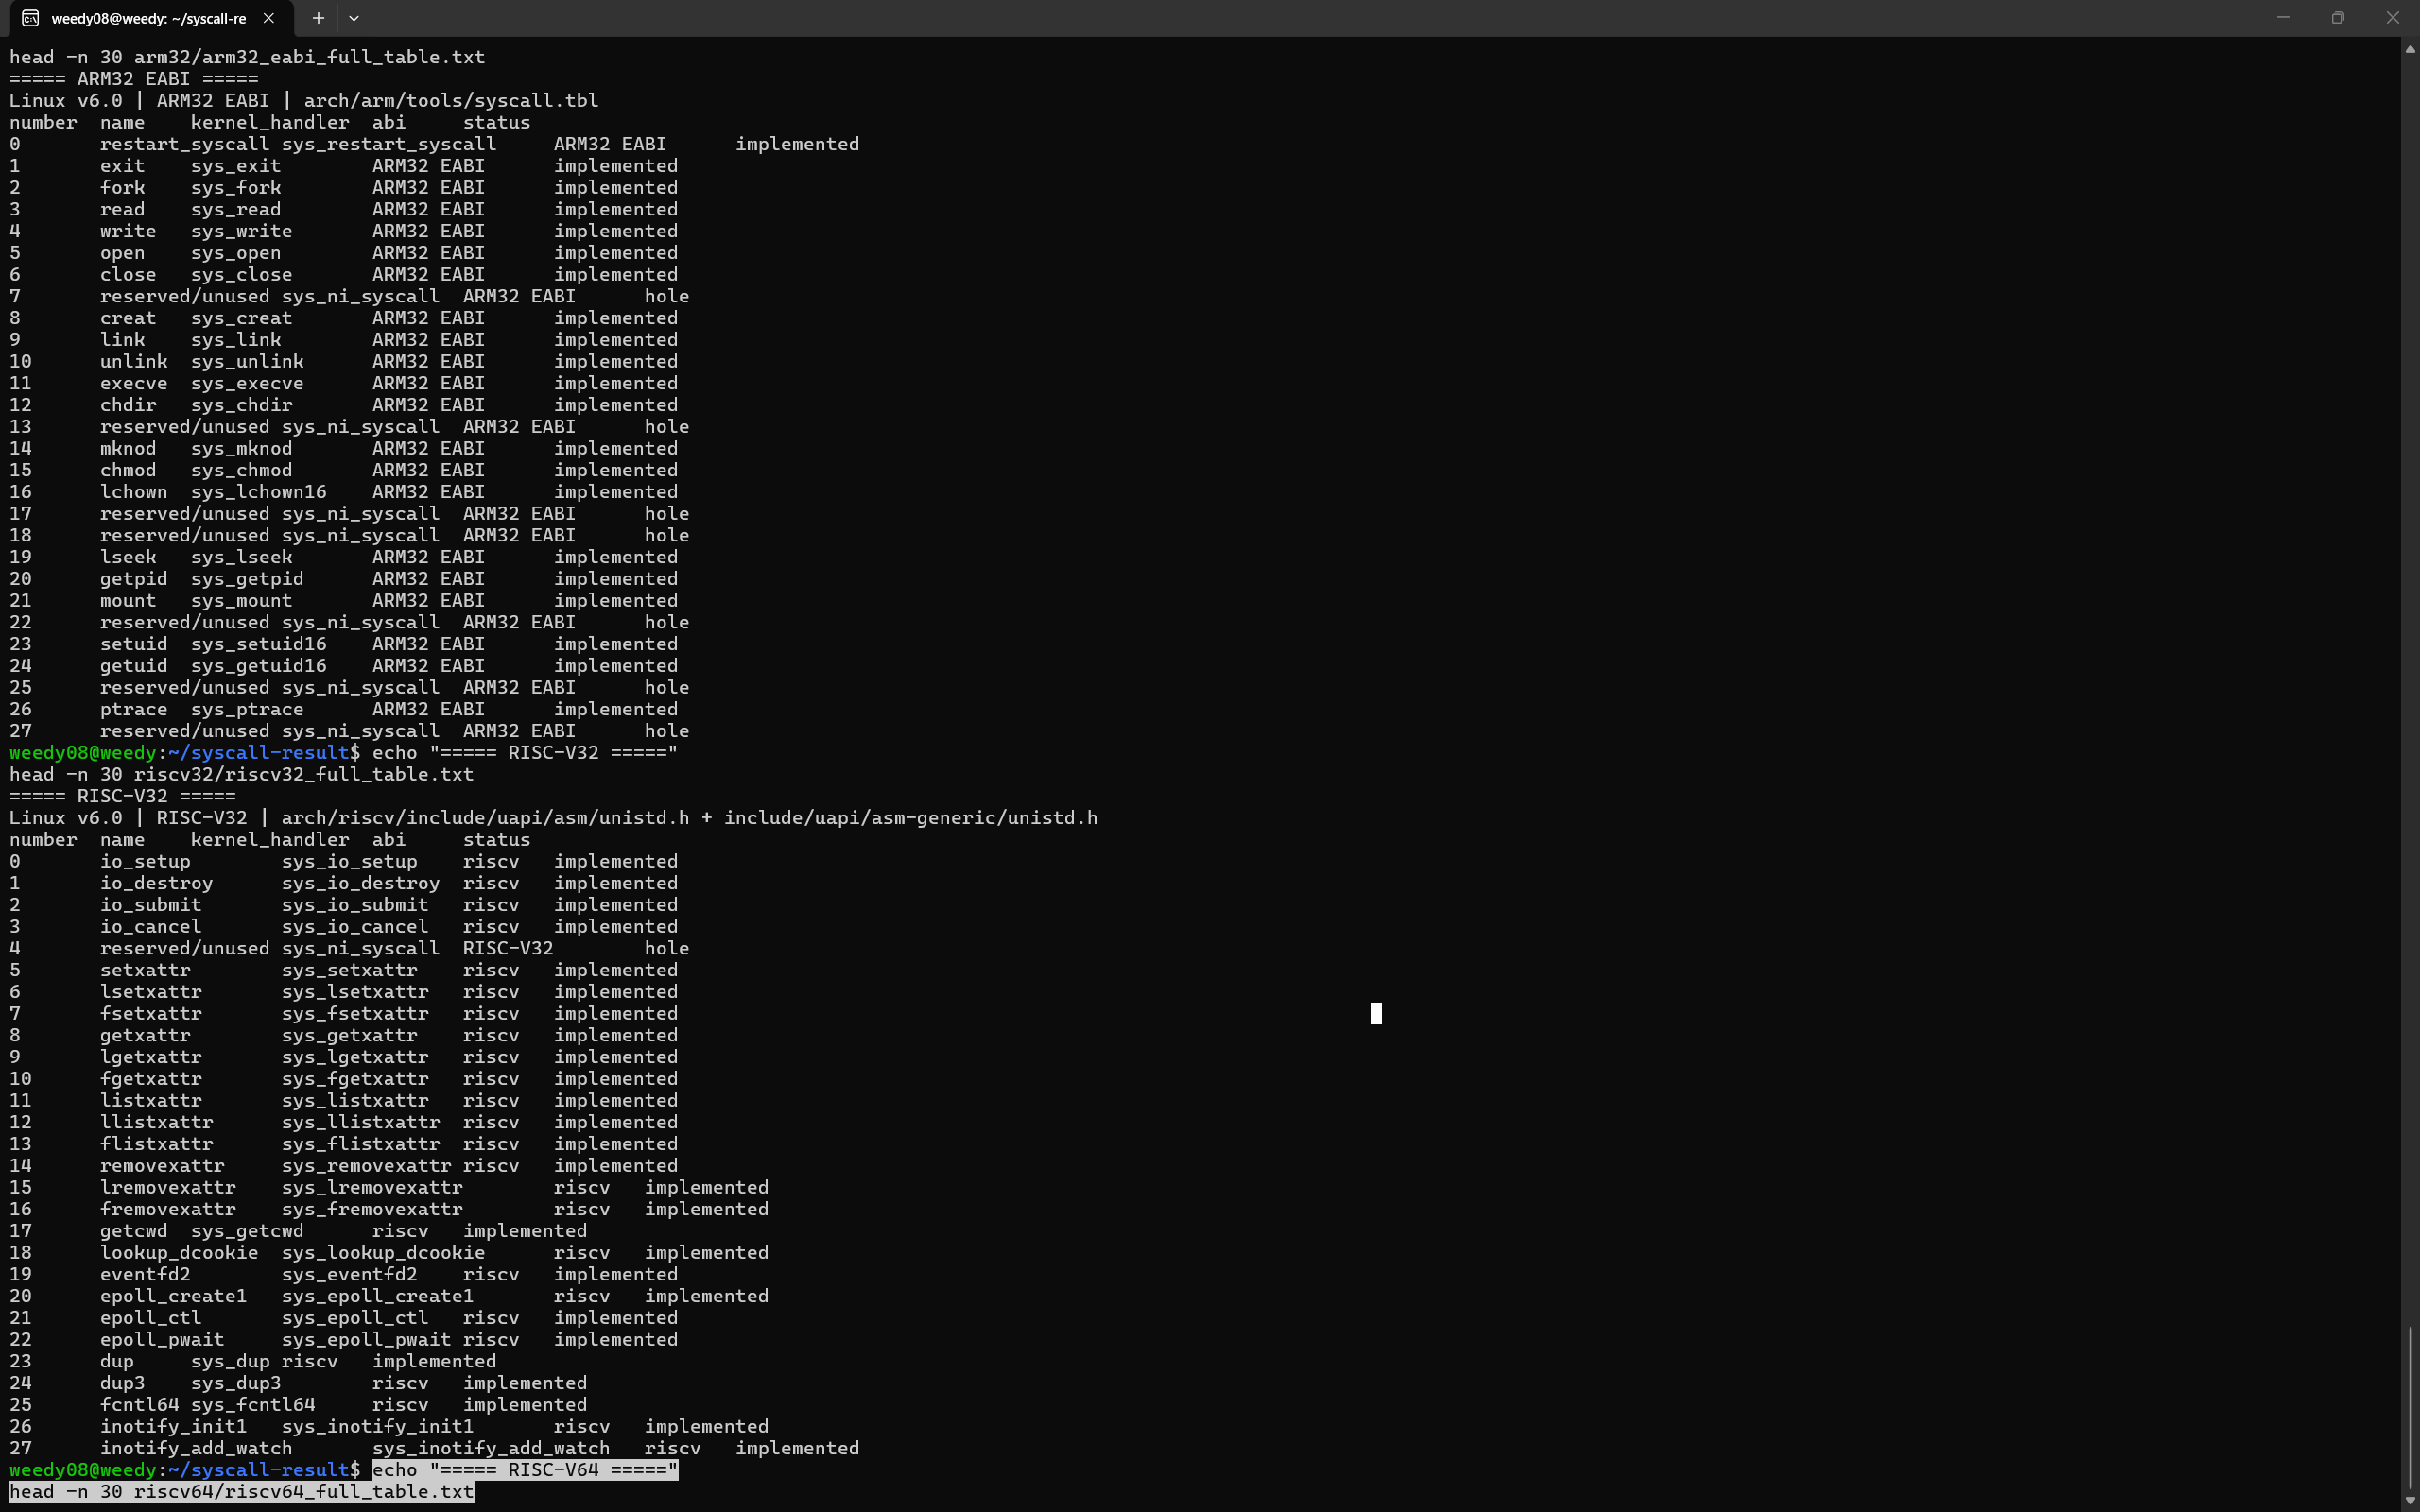 weedy08@weedy: ~/syscall-re
head -n 30 arm32/arm32_eabi_full_table.txt
===== ARM32 EABI =====
Linux v6.0 | ARM32 EABI | arch/arm/tools/syscall.tbl
number  name    kernel_handler  abi     status
0       restart_syscall sys_restart_syscall     ARM32 EABI      implemented
1       exit    sys_exit        ARM32 EABI      implemented
2       fork    sys_fork        ARM32 EABI      implemented
3       read    sys_read        ARM32 EABI      implemented
4       write   sys_write       ARM32 EABI      implemented
5       open    sys_open        ARM32 EABI      implemented
6       close   sys_close       ARM32 EABI      implemented
7       reserved/unused sys_ni_syscall  ARM32 EABI      hole
8       creat   sys_creat       ARM32 EABI      implemented
9       link    sys_link        ARM32 EABI      implemented
10      unlink  sys_unlink      ARM32 EABI      implemented
11      execve  sys_execve      ARM32 EABI      implemented
12      chdir   sys_chdir       ARM32 EABI      implemented
13      reserved/unused sys_ni_syscall  ARM32 EABI      hole
14      mknod   sys_mknod       ARM32 EABI      implemented
15      chmod   sys_chmod       ARM32 EABI      implemented
16      lchown  sys_lchown16    ARM32 EABI      implemented
17      reserved/unused sys_ni_syscall  ARM32 EABI      hole
18      reserved/unused sys_ni_syscall  ARM32 EABI      hole
19      lseek   sys_lseek       ARM32 EABI      implemented
20      getpid  sys_getpid      ARM32 EABI      implemented
21      mount   sys_mount       ARM32 EABI      implemented
22      reserved/unused sys_ni_syscall  ARM32 EABI      hole
23      setuid  sys_setuid16    ARM32 EABI      implemented
24      getuid  sys_getuid16    ARM32 EABI      implemented
25      reserved/unused sys_ni_syscall  ARM32 EABI      hole
26      ptrace  sys_ptrace      ARM32 EABI      implemented
27      reserved/unused sys_ni_syscall  ARM32 EABI      hole
weedy08@weedy:~/syscall-result$ echo "===== RISC-V32 ====="
head -n 30 riscv32/riscv32_full_table.txt
===== RISC-V32 =====
Linux v6.0 | RISC-V32 | arch/riscv/include/uapi/asm/unistd.h + include/uapi/asm-generic/unistd.h
number  name    kernel_handler  abi     status
0       io_setup        sys_io_setup    riscv   implemented
1       io_destroy      sys_io_destroy  riscv   implemented
2       io_submit       sys_io_submit   riscv   implemented
3       io_cancel       sys_io_cancel   riscv   implemented
4       reserved/unused sys_ni_syscall  RISC-V32        hole
5       setxattr        sys_setxattr    riscv   implemented
6       lsetxattr       sys_lsetxattr   riscv   implemented
7       fsetxattr       sys_fsetxattr   riscv   implemented
8       getxattr        sys_getxattr    riscv   implemented
9       lgetxattr       sys_lgetxattr   riscv   implemented
10      fgetxattr       sys_fgetxattr   riscv   implemented
11      listxattr       sys_listxattr   riscv   implemented
12      llistxattr      sys_llistxattr  riscv   implemented
13      flistxattr      sys_flistxattr  riscv   implemented
14      removexattr     sys_removexattr riscv   implemented
15      lremovexattr    sys_lremovexattr        riscv   implemented
16      fremovexattr    sys_fremovexattr        riscv   implemented
17      getcwd  sys_getcwd      riscv   implemented
18      lookup_dcookie  sys_lookup_dcookie      riscv   implemented
19      eventfd2        sys_eventfd2    riscv   implemented
20      epoll_create1   sys_epoll_create1       riscv   implemented
21      epoll_ctl       sys_epoll_ctl   riscv   implemented
22      epoll_pwait     sys_epoll_pwait riscv   implemented
23      dup     sys_dup riscv   implemented
24      dup3    sys_dup3        riscv   implemented
25      fcntl64 sys_fcntl64     riscv   implemented
26      inotify_init1   sys_inotify_init1       riscv   implemented
27      inotify_add_watch       sys_inotify_add_watch   riscv   implemented
weedy08@weedy:~/syscall-result$ echo "===== RISC-V64 ====="
head -n 30 riscv64/riscv64_full_table.txt